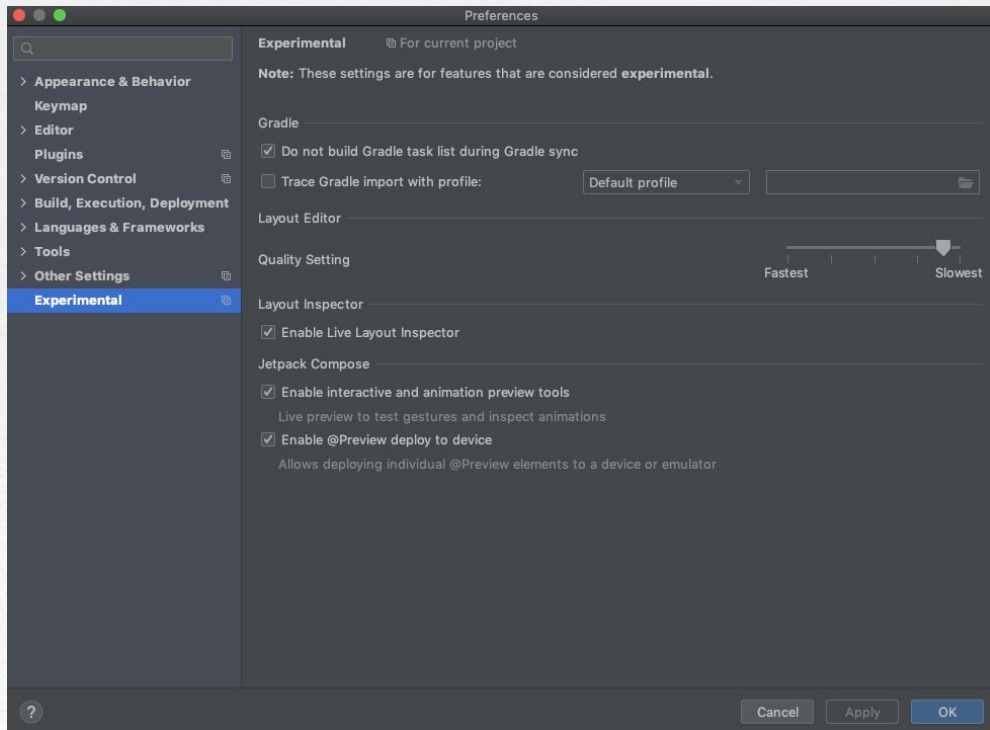 Preferences
Appearance & Behavior
Keymap
Editor
Plugins
Version Control
Build, Execution, Deployment
Languages & Frameworks
Tools
Other Settings
Experimental
Experimental For current project
Note: These settings are for features that are considered experimental.
Gradle
Do not build Gradle task list during Gradle sync
Trace Gradle import with profile: Default profile
Layout Editor
Quality Setting
Fastest Slowest
Layout Inspector
Enable Live Layout Inspector
Jetpack Compose
Enable interactive and animation preview tools
Live preview to test gestures and inspect animations
Enable @Preview deploy to device
Allows deploying individual @Preview elements to a device or emulator
? Cancel Apply OK